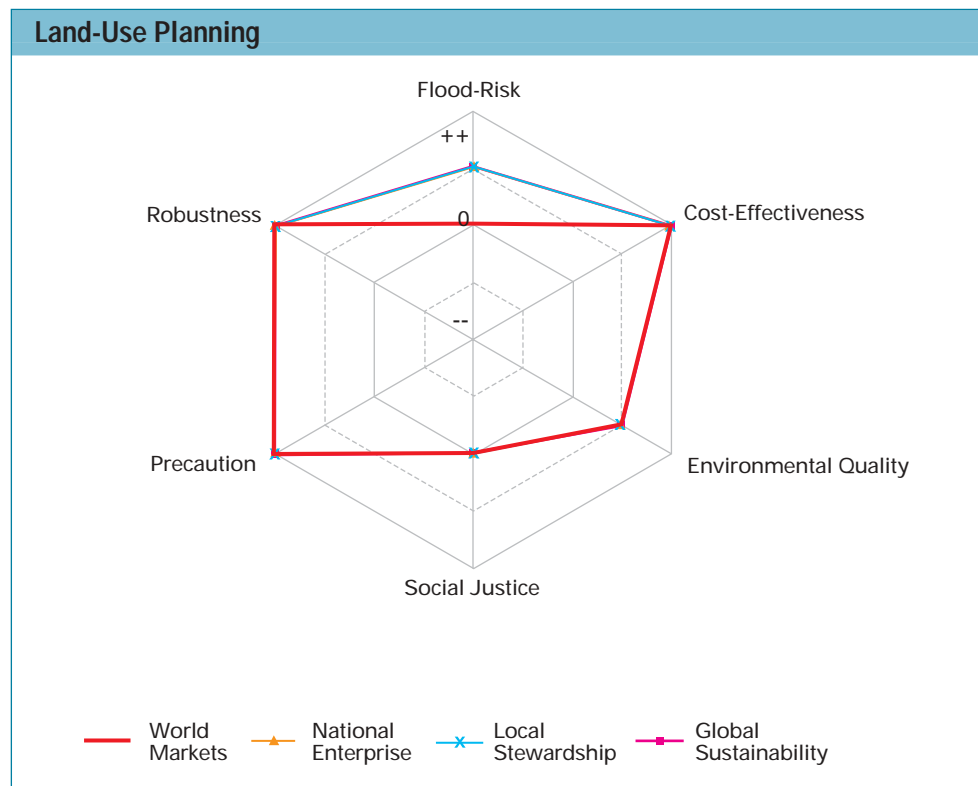 Land-Use Planning
Flood-Risk
++
Robustness
0
Cost-Effectiveness
--
Precaution
Environmental Quality
Social Justice
World
Markets
National
Enterprise
Local
Stewardship
Global
Sustainability